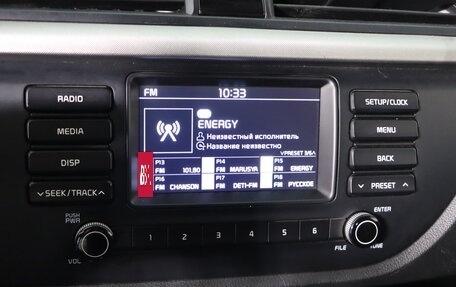 FM 10:33
ENERGY
Неизвестный исполнитель
Название неизвестно
PRESET 3/6
P13 P14 P15
FM 101,80 FM MARUSYA FM ENERGY
P16 P17 P18
FM CHANSON FM DETI-FM FM РУССКОЕ
RADIO
MEDIA
DISP
SEEK/TRACK
PUSH
PWR
VOL
1 2 3 4 5 6
SETUP/CLOCK
MENU
BACK
PRESET
ENTER
FILE TUNE